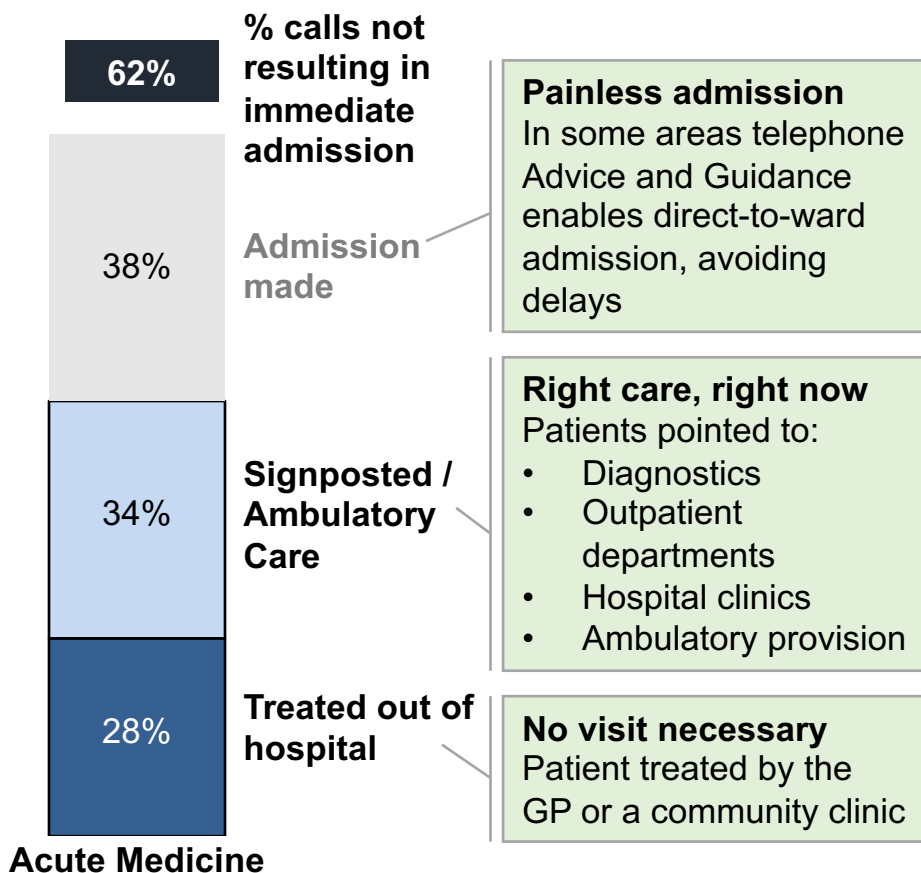 62%
% calls not
resulting in
immediate
admission
38%
Admission
made
Painless admission
In some areas telephone
Advice and Guidance
enables direct-to-ward
admission, avoiding
delays
34%
Signposted /
Ambulatory
Care
Right care, right now
Patients pointed to:
• Diagnostics
• Outpatient
departments
• Hospital clinics
• Ambulatory provision
28%
Treated out of
hospital
No visit necessary
Patient treated by the
GP or a community clinic
Acute Medicine